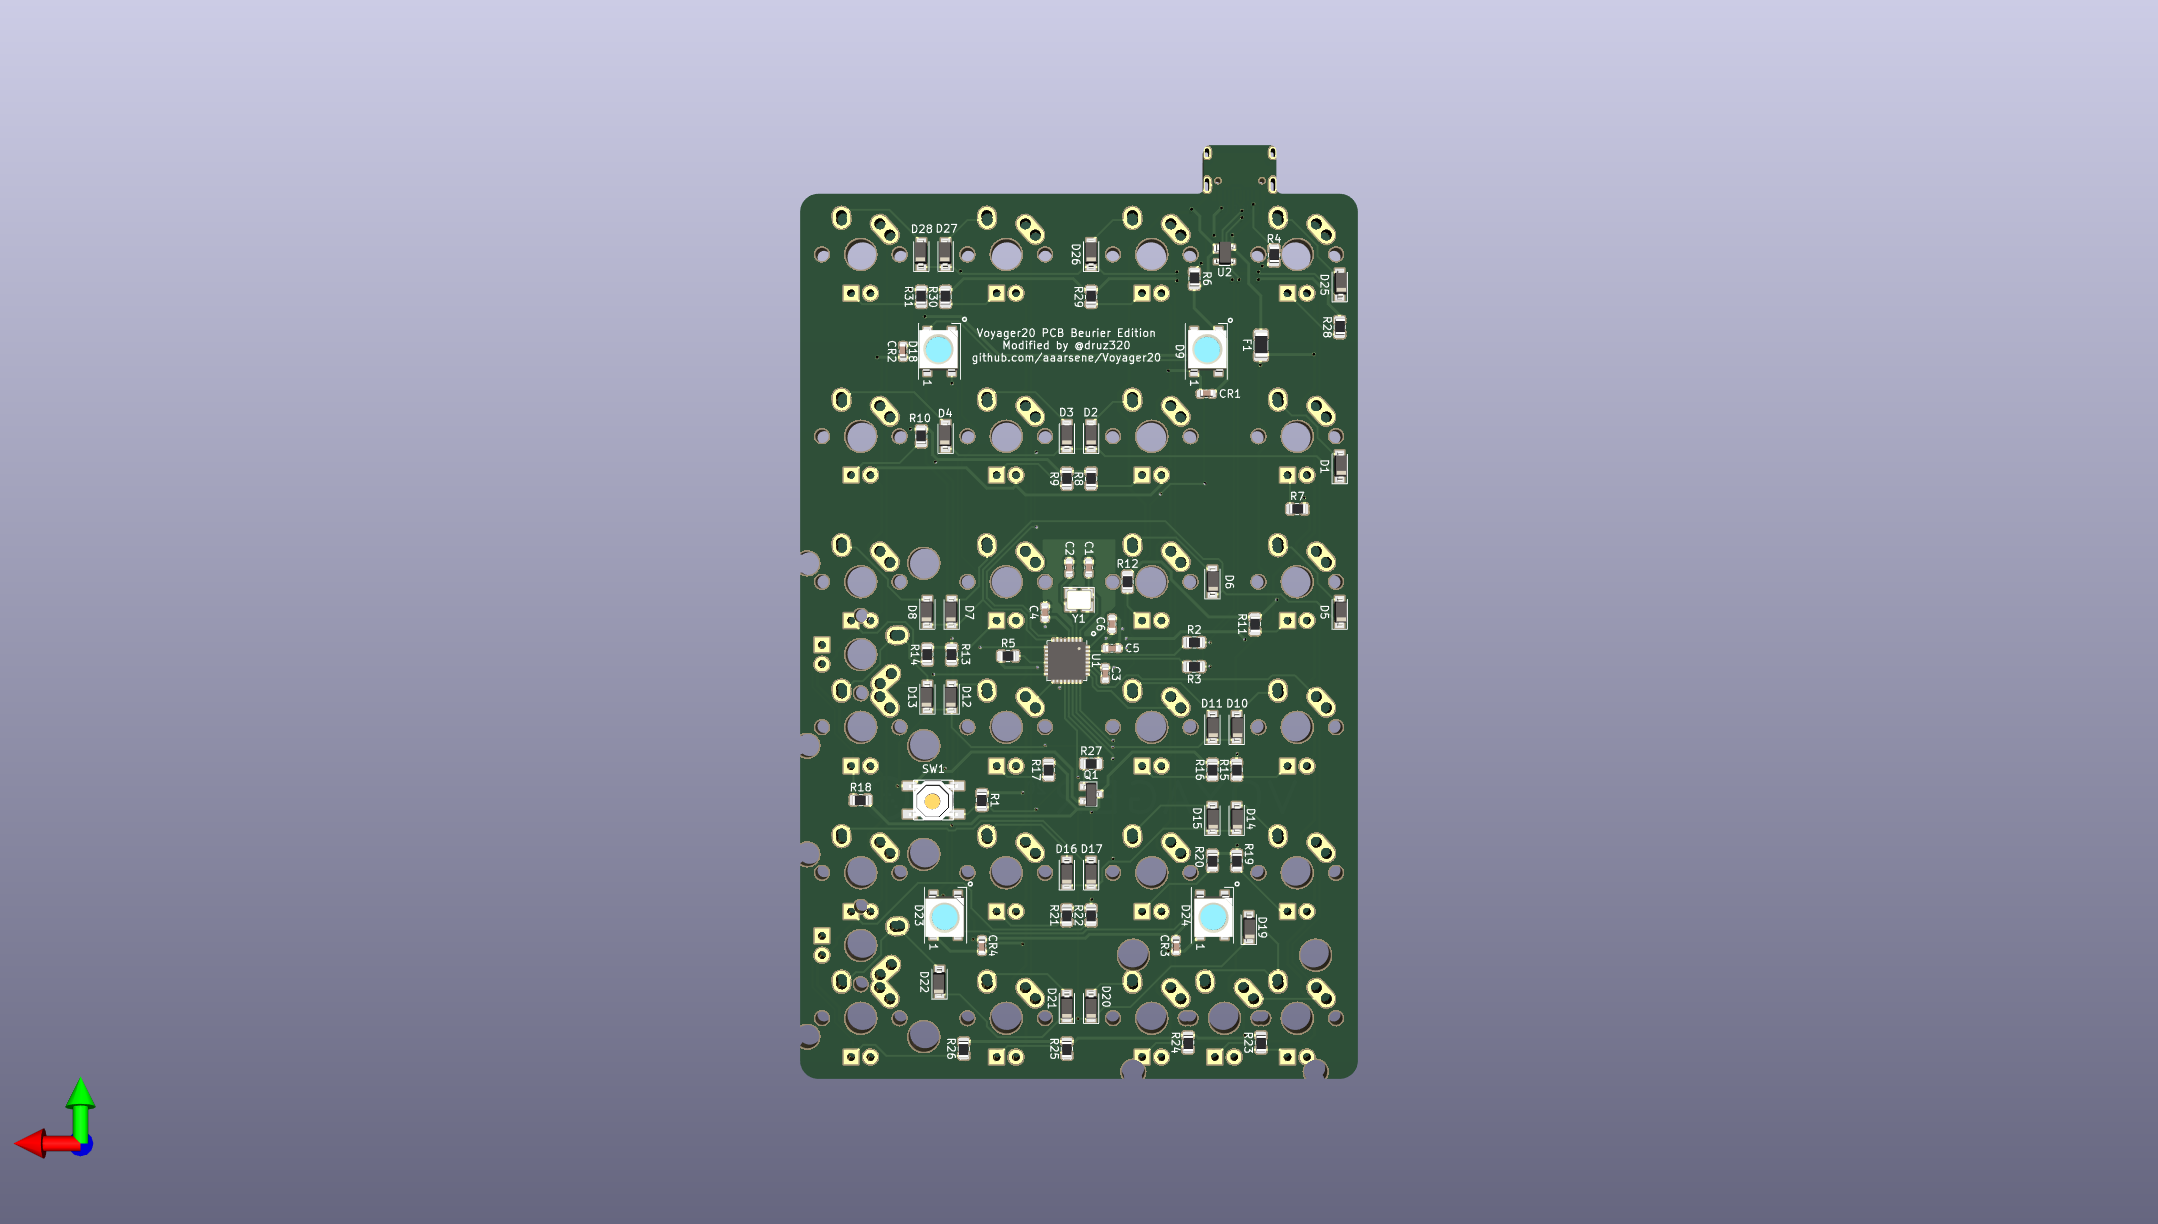 D28 D27
D26
R4
U2
R6
D25
R31
R30
R29
R28
Voyager20 PCB Beurier Edition
Modified by @druz320
github.com/aaarsene/Voyager20
CR2
D18
D9
F1
1
1
CR1
R10 D4
D3 D2
D1
R9
R8
R7
C2
C1
R12
D6
D8
D7
C4
Y1
C6
R11
D5
R2
R14
R13
R5
U1
C5
C3
R3
D13
D12
D11 D10
R27
SW1
R17
Q1
R16
R15
R18
R1
D15
D14
D16 D17
R20
R19
D23
R21
R22
D24
D19
1
CR4
CR3
1
D22
D21
D20
R26
R25
R24
R23